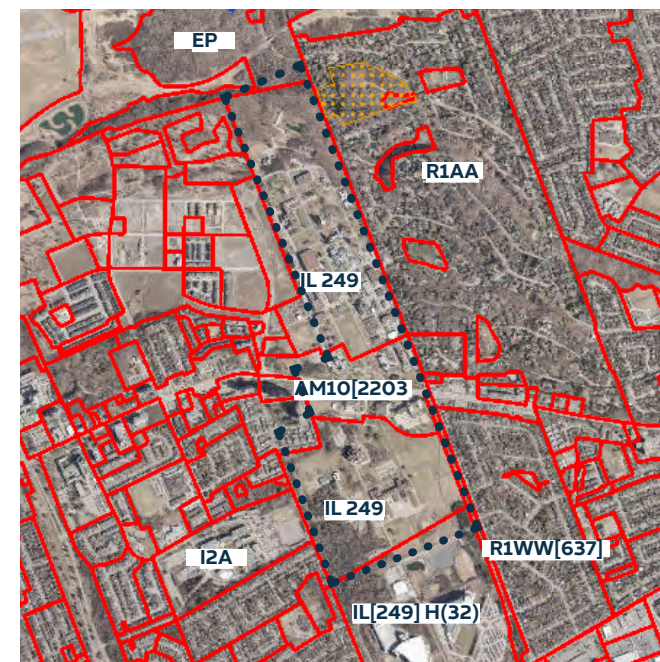 EP
R1AA
IL 249
AM10[2203
IL 249
R1WW[637]
I2A
IL[249] H(32)